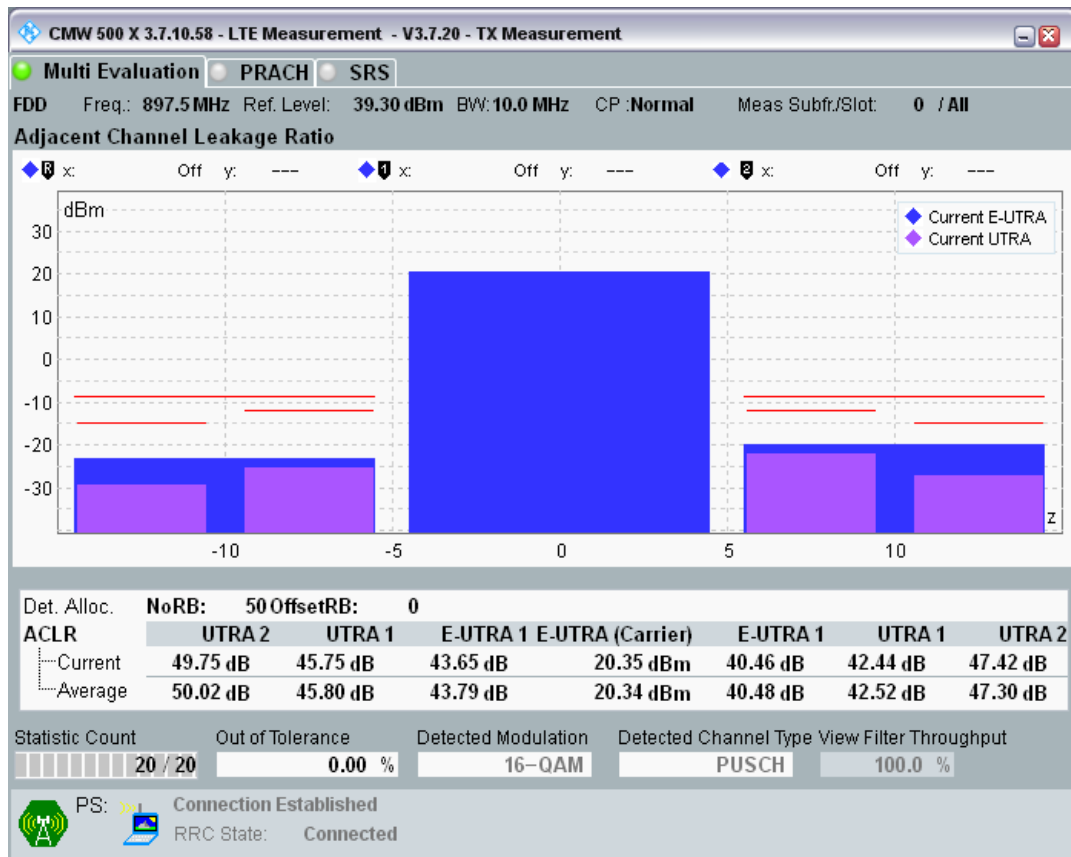 CMW 500 X 3.7.10.58 - LTE Measurement - V3.7.20 - TX Measurement
Multi Evaluation PRACH SRS
FDD Freq.: 897.5 MHz Ref. Level: 39.30 dBm BW: 10.0 MHz CP :Normal Meas Subfr./Slot: 0 / All
Adjacent Channel Leakage Ratio
R x: Off y: --- 1 x: Off y: --- 2 x: Off y: ---
dBm
Current E-UTRA
Current UTRA
30
20
10
0
-10
-20
-30
z
-10 -5 0 5 10
Det. Alloc. NoRB: 50 OffsetRB: 0
ACLR UTRA 2 UTRA 1 E-UTRA 1 E-UTRA (Carrier) E-UTRA 1 UTRA 1 UTRA 2
Current 49.75 dB 45.75 dB 43.65 dB 20.35 dBm 40.46 dB 42.44 dB 47.42 dB
Average 50.02 dB 45.80 dB 43.79 dB 20.34 dBm 40.48 dB 42.52 dB 47.30 dB
Statistic Count Out of Tolerance Detected Modulation Detected Channel Type View Filter Throughput
20 / 20 0.00 % 16-QAM PUSCH 100.0 %
PS: Connection Established
RRC State: Connected